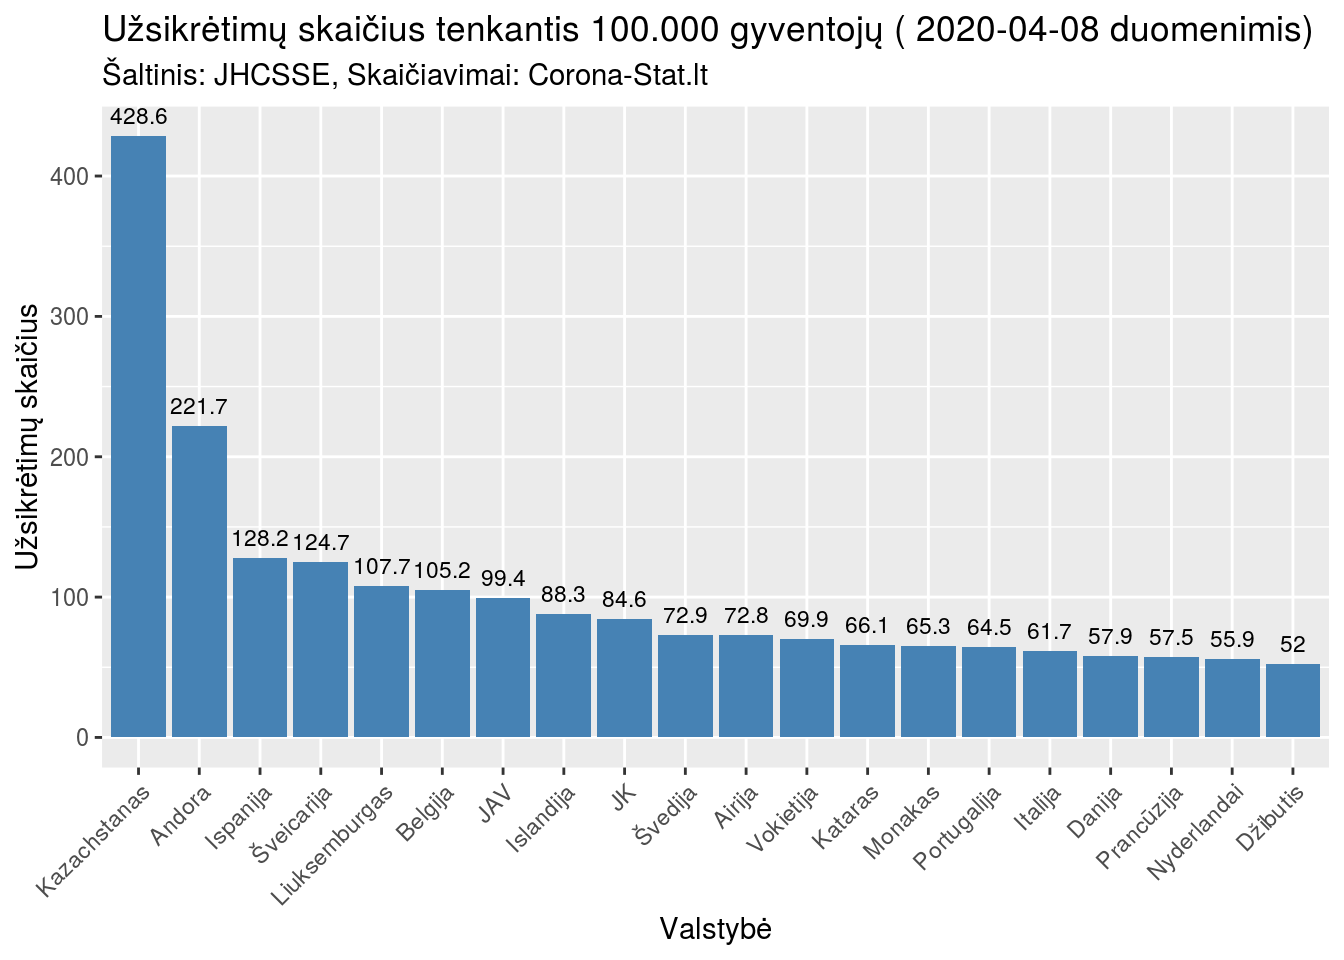 Užsikrėtimų skaičius tenkantis 100.000 gyventojų ( 2020-04-08 duomenimis)
Šaltinis: JHCSSE, Skaičiavimai: Corona-Stat.lt
Užsikrėtimų skaičius
400
300
200
100
0
428.6
221.7
128.2
124.7
107.7
105.2
99.4
88.3
84.6
72.9
72.8
69.9
66.1
65.3
64.5
61.7
57.9
57.5
55.9
52
Kazachstanas
Andora
Ispanija
Šveicarija
Liuksemburgas
Belgija
JAV
Islandija
JK
Švedija
Airija
Vokietija
Kataras
Monakas
Portugalija
Italija
Danija
Prancūzija
Nyderlandai
Džibutis
Valstybė